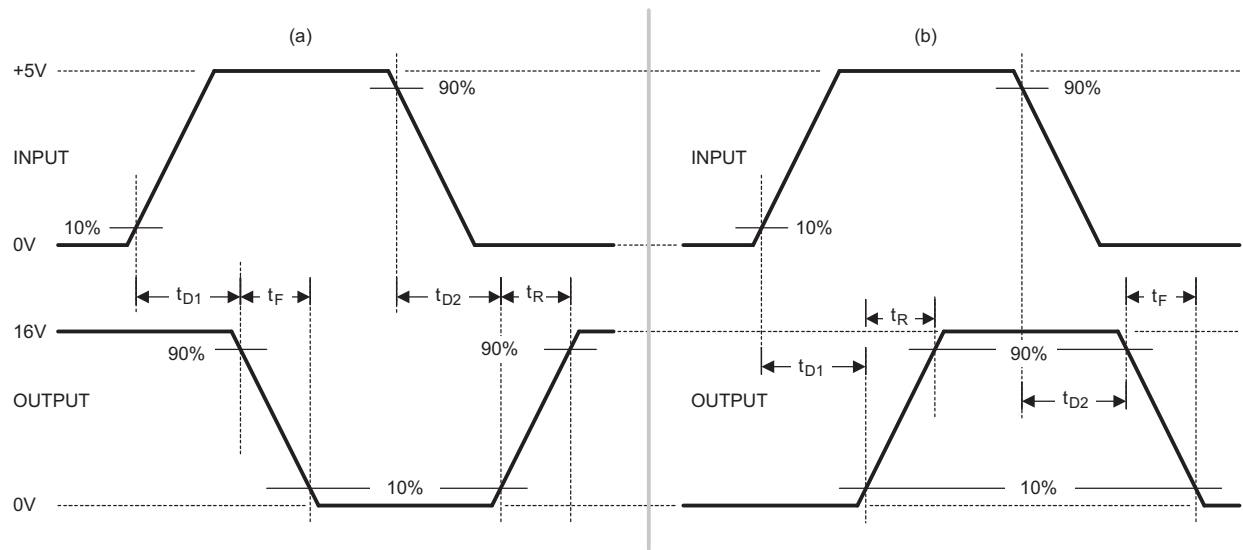 (a)
(b)
+5V
90%
90%
INPUT
INPUT
10%
10%
0V
tD1
tF
tD2
tR
tF
tR
16V
90%
90%
90%
tD1
OUTPUT
OUTPUT
tD2
10%
10%
0V